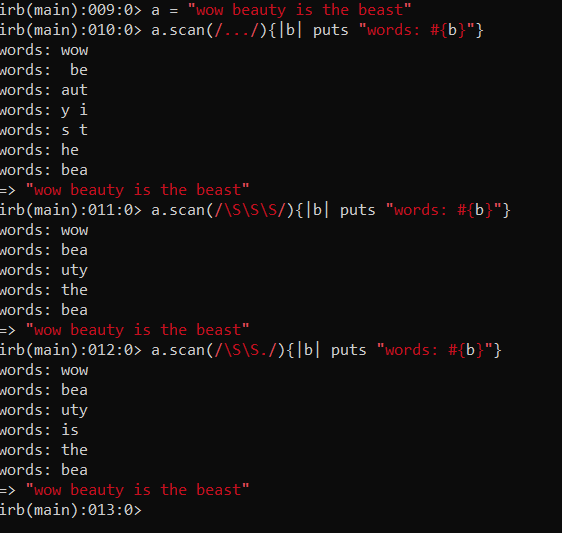 irb(main):009:0> a = "wow beauty is the beast"
irb(main):010:0> a.scan(/.../){|b| puts "words: #{b}"}
words: wow
words:  be
words: aut
words: y i
words: s t
words: he
words: bea
=> "wow beauty is the beast"
irb(main):011:0> a.scan(/\S\S\S/){|b| puts "words: #{b}"}
words: wow
words: bea
words: uty
words: the
words: bea
=> "wow beauty is the beast"
irb(main):012:0> a.scan(/\S\S./){|b| puts "words: #{b}"}
words: wow
words: bea
words: uty
words: is
words: the
words: bea
=> "wow beauty is the beast"
irb(main):013:0>